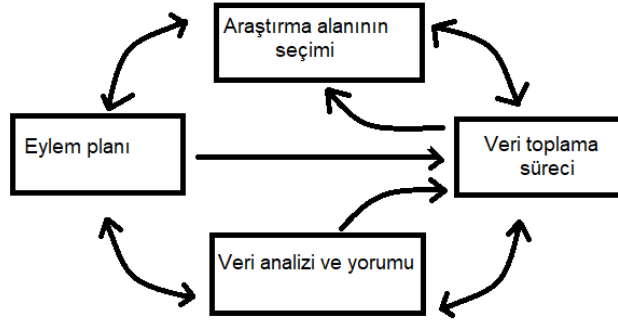 Araştırma alanının
seçimi
Eylem planı
Veri toplama
süreci
Veri analizi ve yorumu